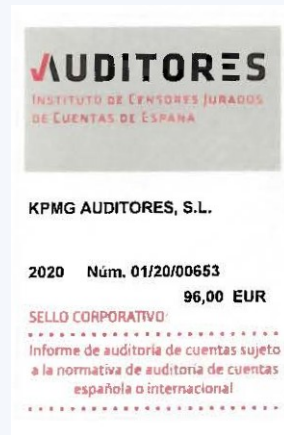 AUDITORES
INSTITUTO DE CENSORES JURADOS
DE CUENTAS DE ESPAÑA
KPMG AUDITORES, S.L.
2020 Núm. 01/20/00653
96,00 EUR
SELLO CORPORATIVO:
Informe de auditoría de cuentas sujeto
a la normativa de auditoría de cuentas
española o internacional